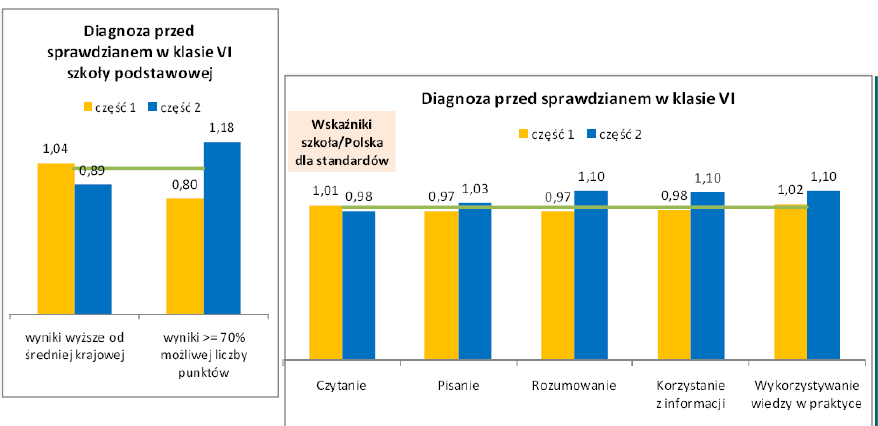 Diagnoza przed
sprawdzianem w klasie VI
szkoły podstawowej
część 1
część 2
1,04
0,89
0,80
1,18
wyniki wyższe od
średniej krajowej
wyniki >= 70%
możliwej liczby
punktów
Diagnoza przed sprawdzianem w klasie VI
Wskaźniki
szkoła/Polska
dla standardów
część 1
część 2
1,01
0,98
0,97
1,03
0,97
1,10
0,98
1,10
1,02
1,10
Czytanie
Pisanie
Rozumowanie
Korzystanie
z informacji
Wykorzystywanie
wiedzy w praktyce